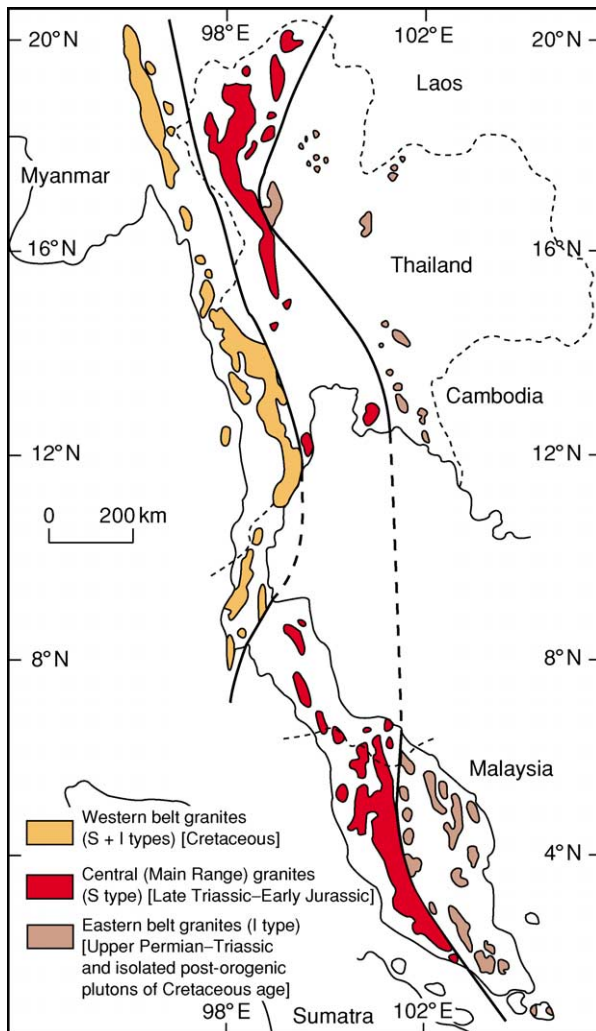 98°E
102°E
20°N
20°N
Laos
Myanmar
16°N
16°N
Thailand
Cambodia
12°N
12°N
0 200 km
8°N
8°N
Malaysia
Western belt granites
(S + I types) [Cretaceous]
4°N
Central (Main Range) granites
(S type) [Late Triassic–Early Jurassic]
Eastern belt granites (I type)
[Upper Permian–Triassic
and isolated post-orogenic
plutons of Cretaceous age]
98°E
102°E
Sumatra